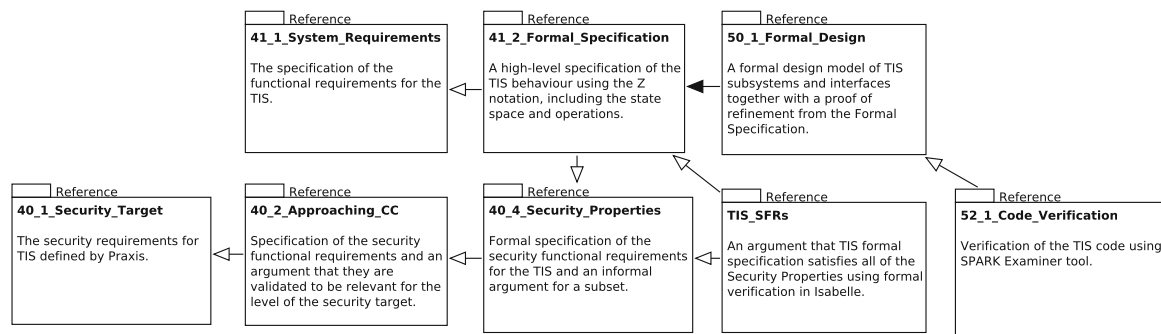 Reference
41_1_System_Requirements
The specification of the
functional requirements for the
TIS.
Reference
41_2_Formal_Specification
A high-level specification of the
TIS behaviour using the Z
notation, including the state
space and operations.
Reference
50_1_Formal_Design
A formal design model of TIS
subsystems and interfaces
together with a proof of
refinement from the Formal
Specification.
Reference
40_1_Security_Target
The security requirements for
TIS defined by Praxis.
Reference
40_2_Approaching_CC
Specification of the security
functional requirements and an
argument that they are
validated to be relevant for the
level of the security target.
Reference
40_4_Security_Properties
Formal specification of the
security functional requirements
for the TIS and an informal
argument for a subset.
Reference
TIS_SFRs
An argument that TIS formal
specification satisfies all of the
Security Properties using formal
verification in Isabelle.
Reference
52_1_Code_Verification
Verification of the TIS code using
SPARK Examiner tool.